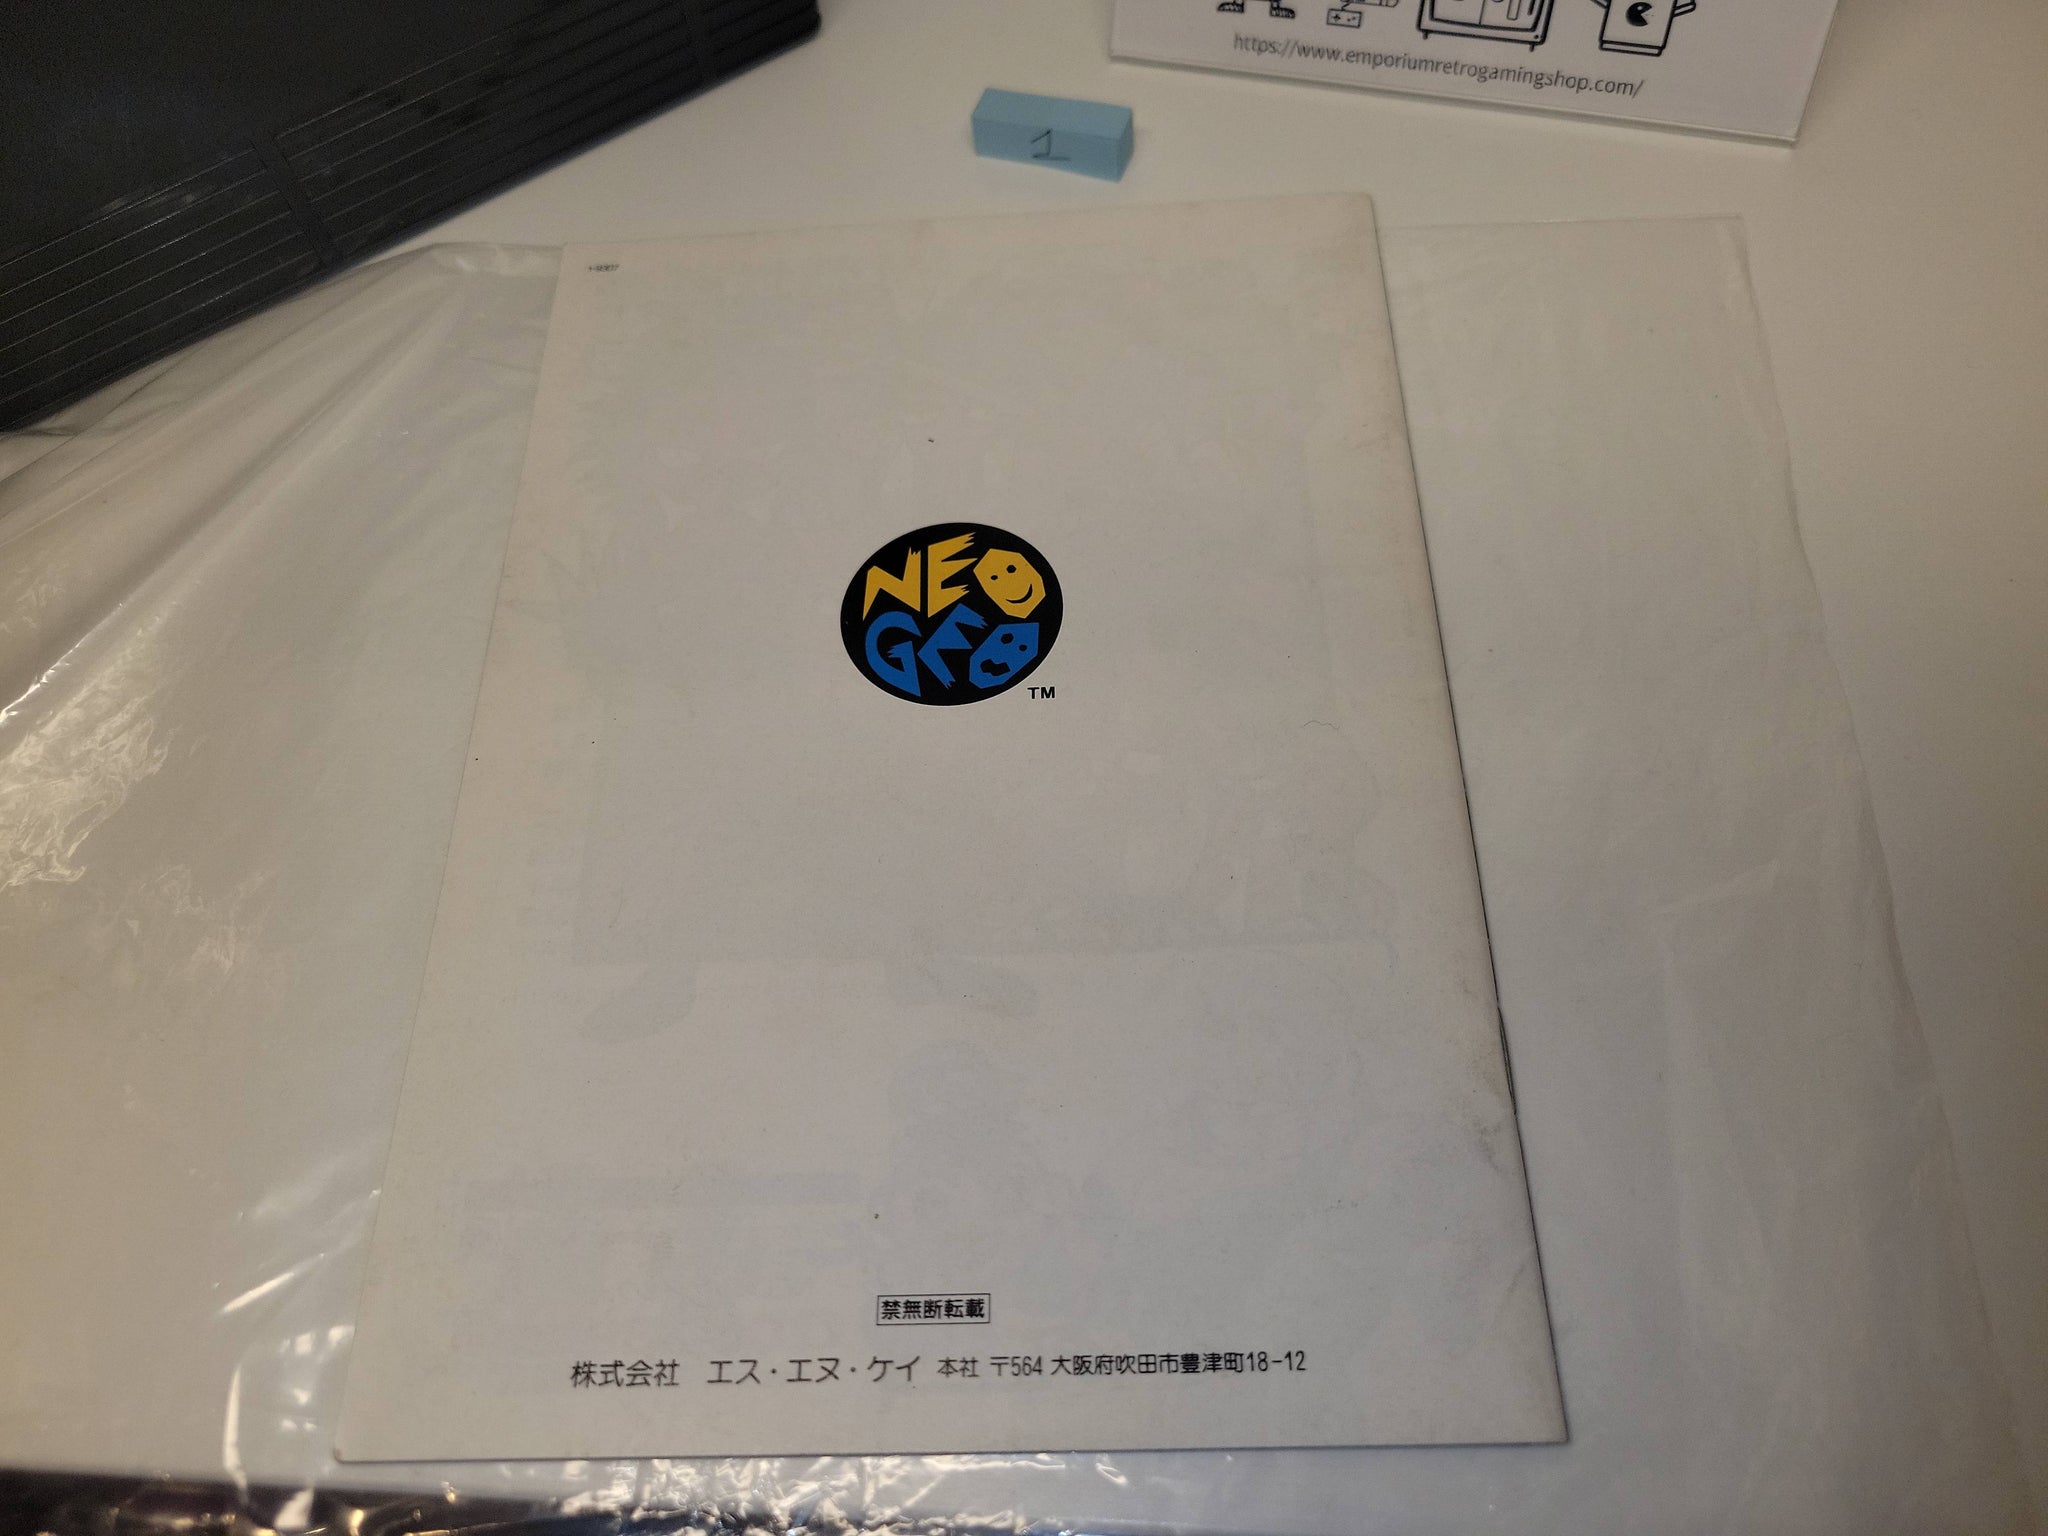 https://www.emporiumretrogamingshop.com/
1
NEO
GEO
TM
禁無断転載
株式会社 エス・エヌ・ケイ 本社 〒564 大阪府吹田市豊津町18-12